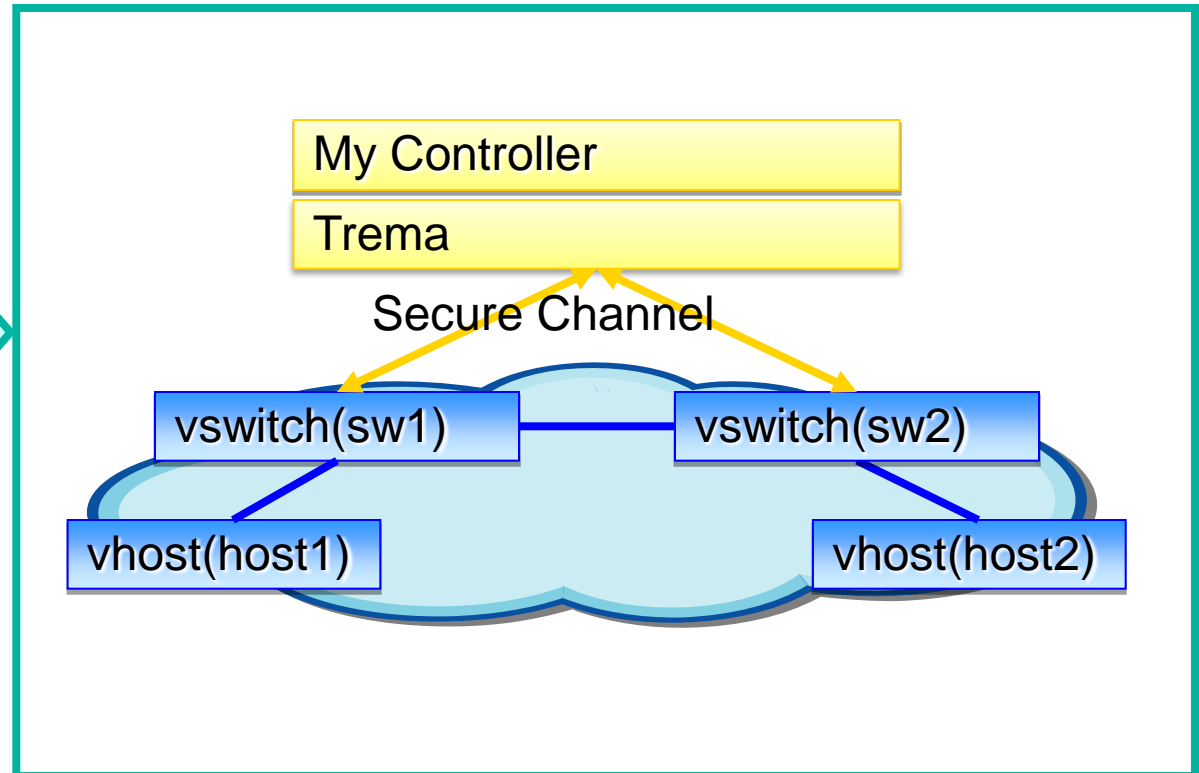 My Controller
Trema
Secure Channel
vswitch(sw1)
vswitch(sw2)
vhost(host1)
vhost(host2)